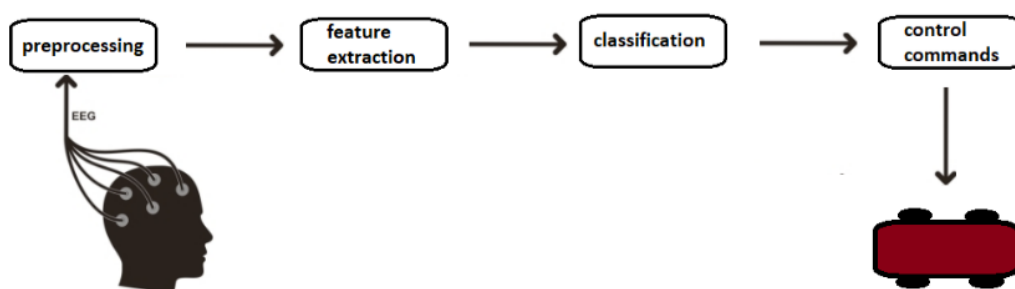 preprocessing
feature
extraction
classification
control
commands
EEG